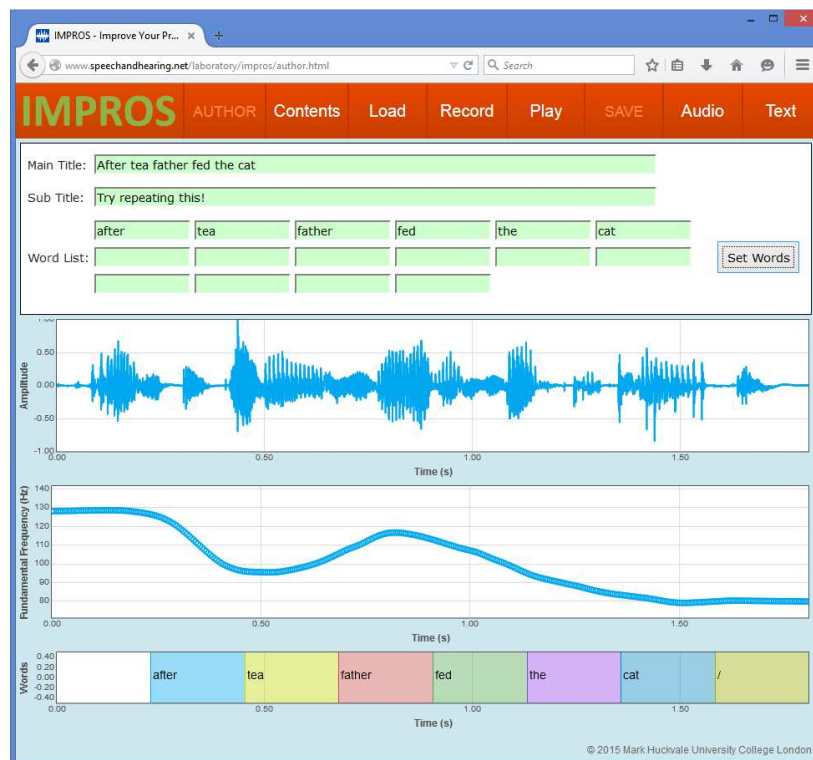 IMPROS - Improve Your Pr...
www.speechandhearing.net/laboratory/impros/author.html Search
IMPROS AUTHOR Contents Load Record Play SAVE Audio Text
Main Title: After tea father fed the cat
Sub Title: Try repeating this!
after tea father fed the cat
Word List: Set Words
1.00
0.50
Amplitude
0.00
-0.50
-1.00
0.00 0.50 1.00 1.50
Time (s)
140
130
120
Fundamental Frequency (Hz)
110
100
90
80
0.00 0.50 1.00 1.50
Time (s)
0.40
0.20
Words
0.00 after tea father fed the cat /
-0.20
-0.40
0.00 0.50 1.00 1.50
Time (s)
© 2015 Mark Huckvale University College London